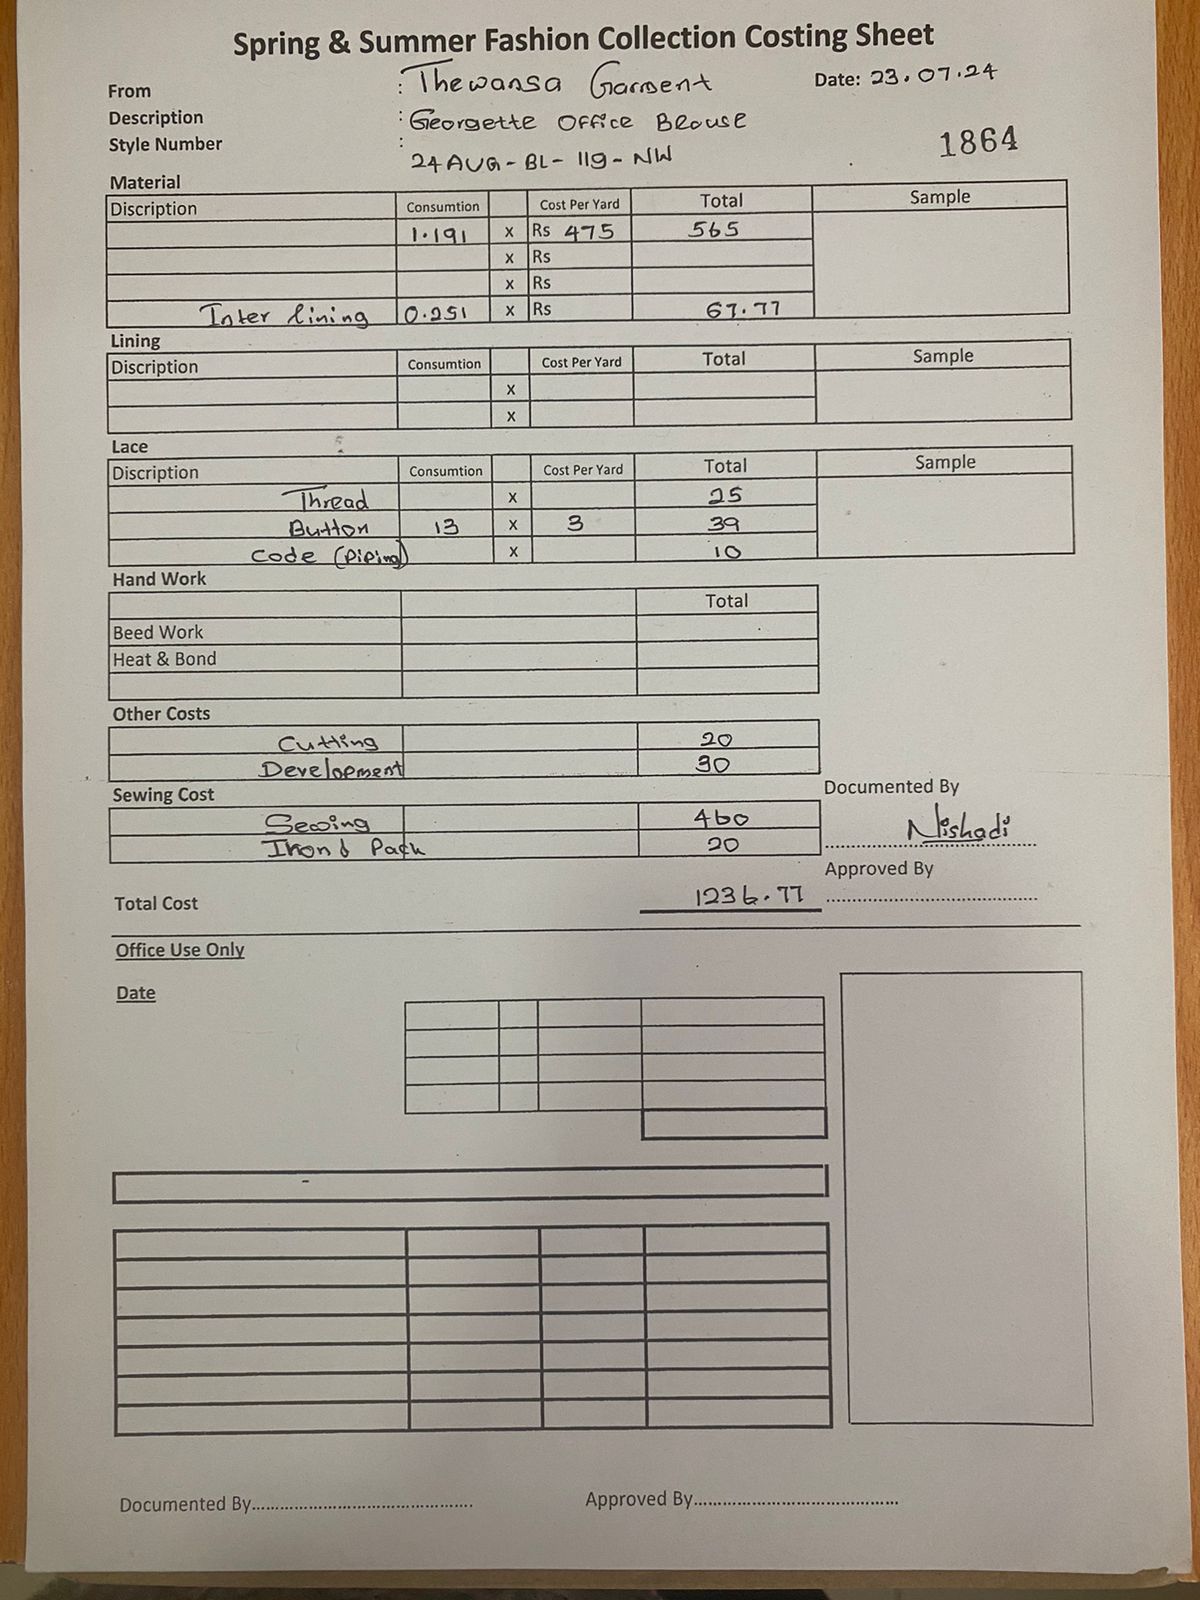 Spring & Summer Fashion Collection Costing Sheet
From : Thewansa Garment Date: 23.07.24
Description : Georgette Office Blouse
Style Number : 24AUG-BL-119-NW 1864
Material
Discription Consumtion Cost Per Yard Total Sample
1.191 x Rs 475 565
x Rs
x Rs
Inter lining 0.251 x Rs 67.77
Lining
Discription Consumtion Cost Per Yard Total Sample
x
x
Lace
Discription Consumtion Cost Per Yard Total Sample
Thread x 25
Button 13 x 3 39
Code (Piping) x 10
Hand Work
Total
Beed Work
Heat & Bond
Other Costs
Cutting 20
Development 30
Sewing Cost Documented By
Sewing 460 Nishadi
Iron & Pack 20
Approved By
Total Cost 1236.77
Office Use Only
Date
Documented By Approved By